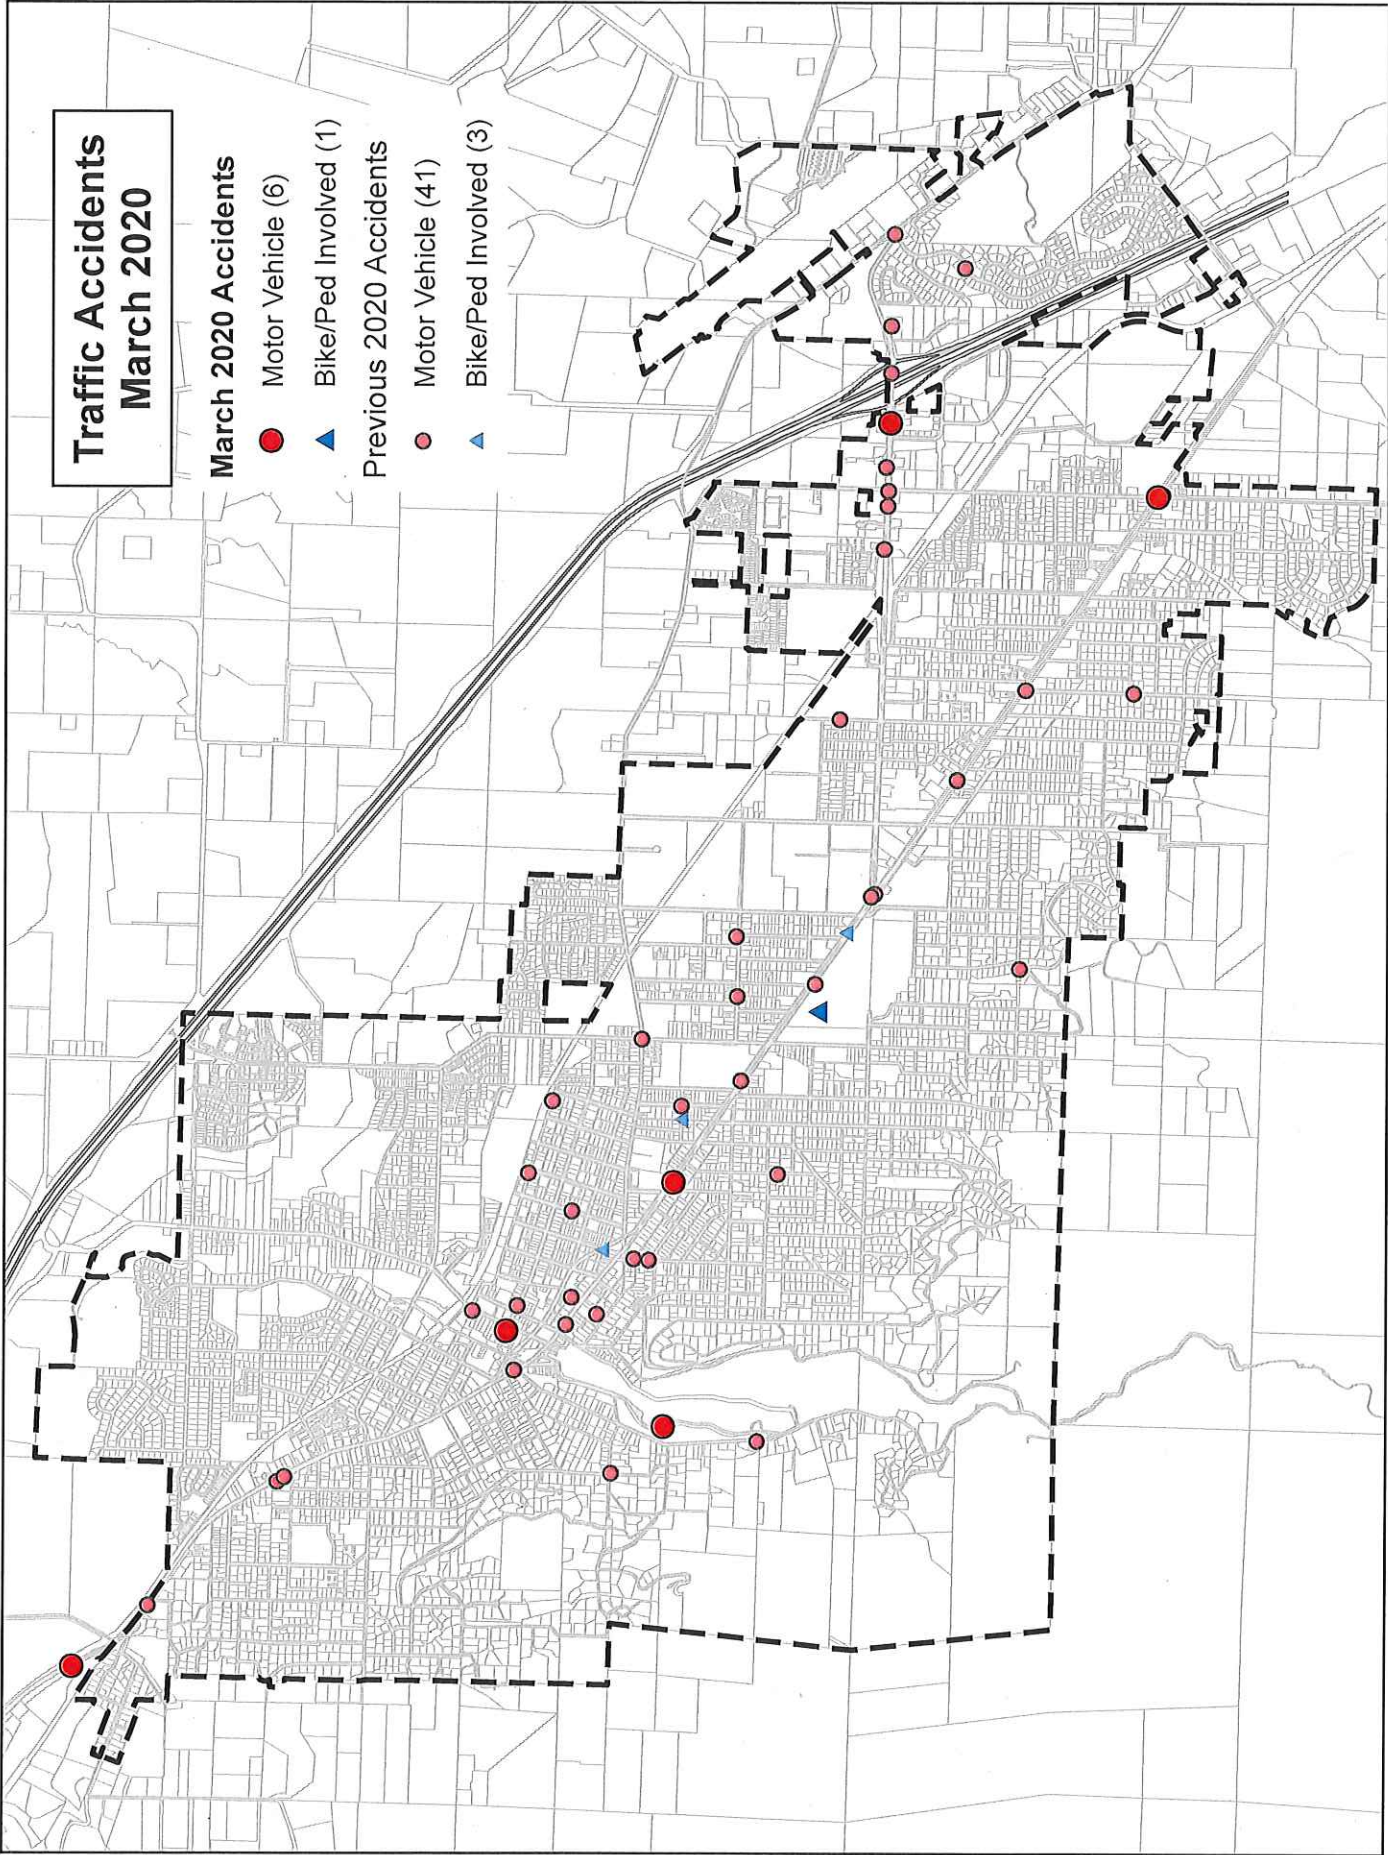 Traffic Accidents
March 2020
March 2020 Accidents
Motor Vehicle (6)
Bike/Ped Involved (1)
Previous 2020 Accidents
Motor Vehicle (41)
Bike/Ped Involved (3)